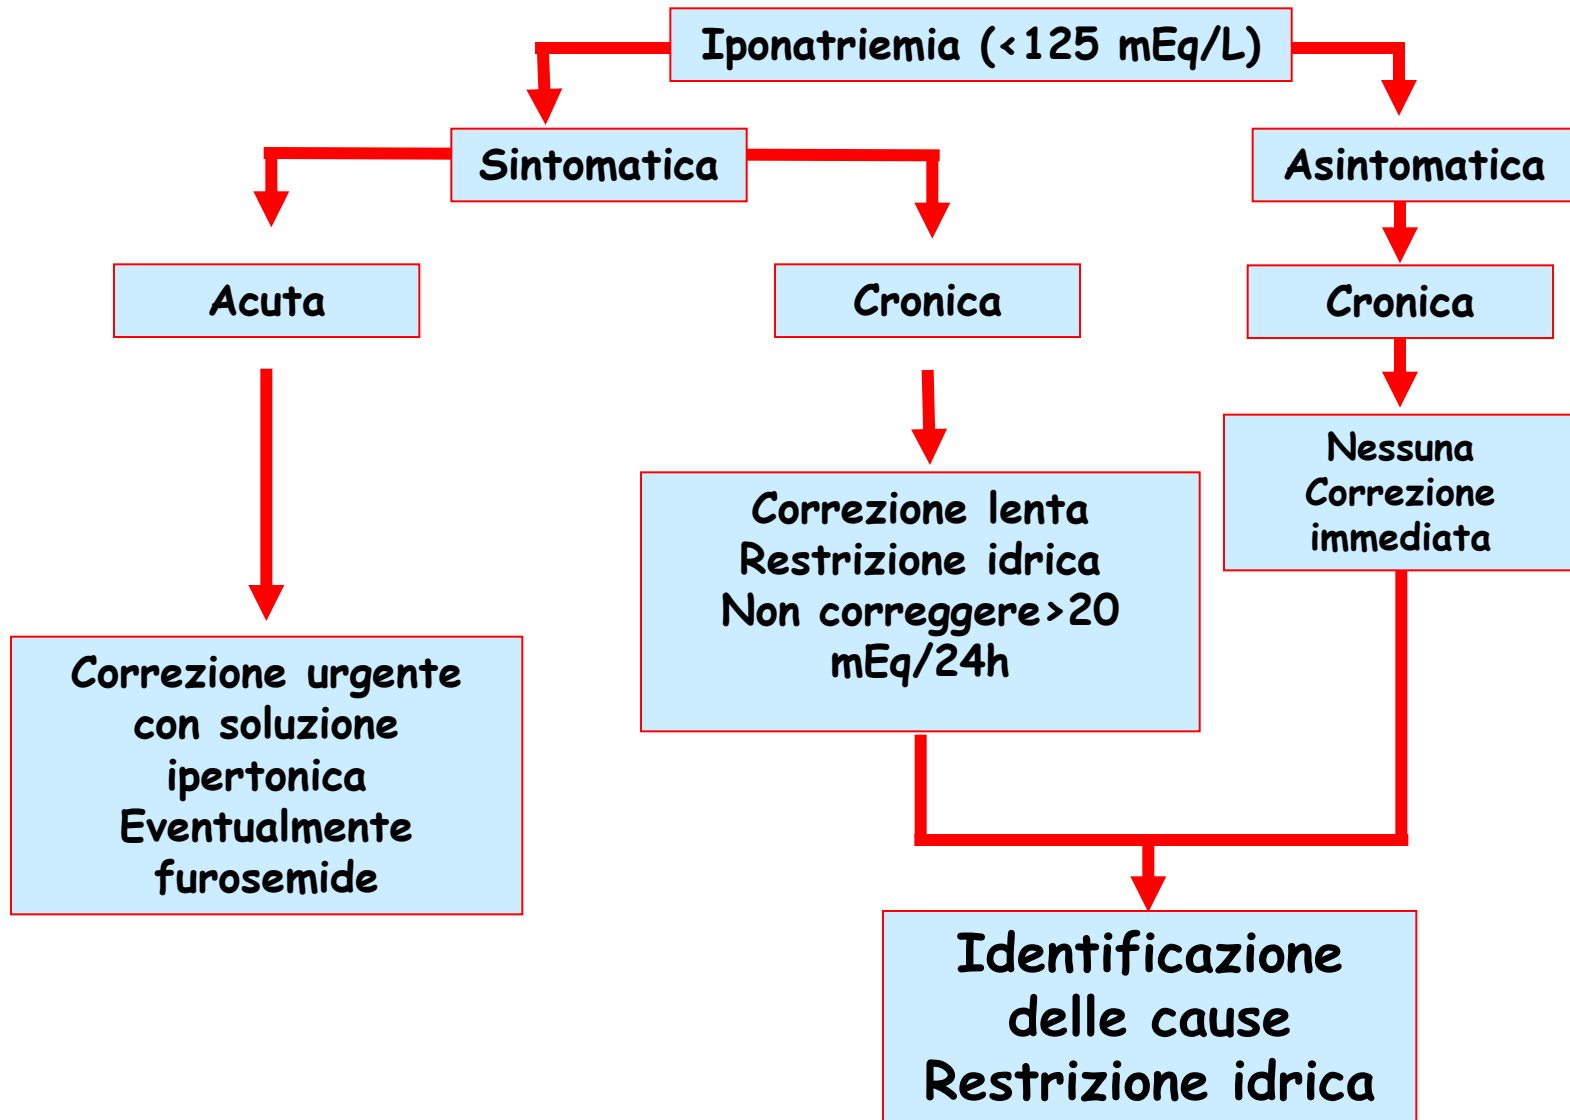 Iponatriemia (<125 mEq/L)
Sintomatica
Asintomatica
Acuta
Cronica
Cronica
Correzione urgente
con soluzione
ipertonica
Eventualmente
furosemide
Correzione lenta
Restrizione idrica
Non correggere>20
mEq/24h
Nessuna
Correzione
immediata
Identificazione
delle cause
Restrizione idrica